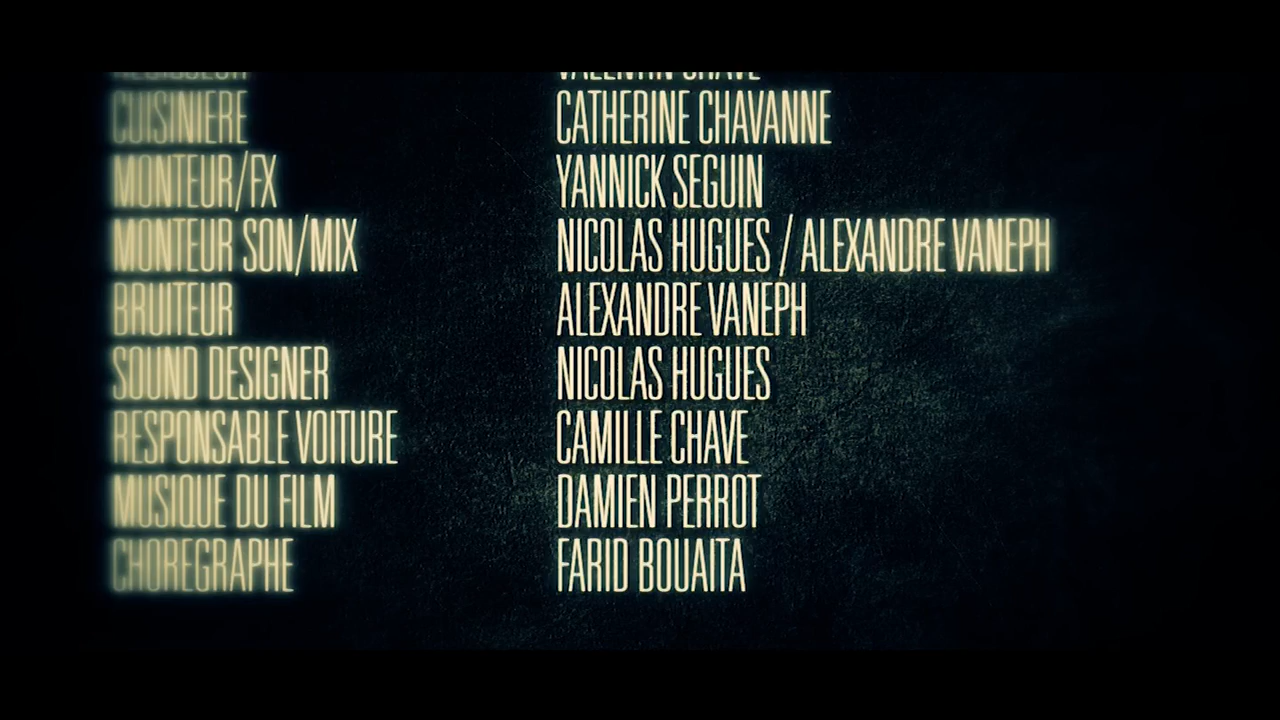 CUISINIERE CATHERINE CHAVANNE
MONTEUR/FX YANNICK SEGUIN
MONTEUR SON/MIX NICOLAS HUGUES / ALEXANDRE VANEPH
BRUITEUR ALEXANDRE VANEPH
SOUND DESIGNER NICOLAS HUGUES
RESPONSABLE VOITURE CAMILLE CHAVE
MUSIQUE DU FILM DAMIEN PERROT
CHOREGRAPHE FARID BOUAITA